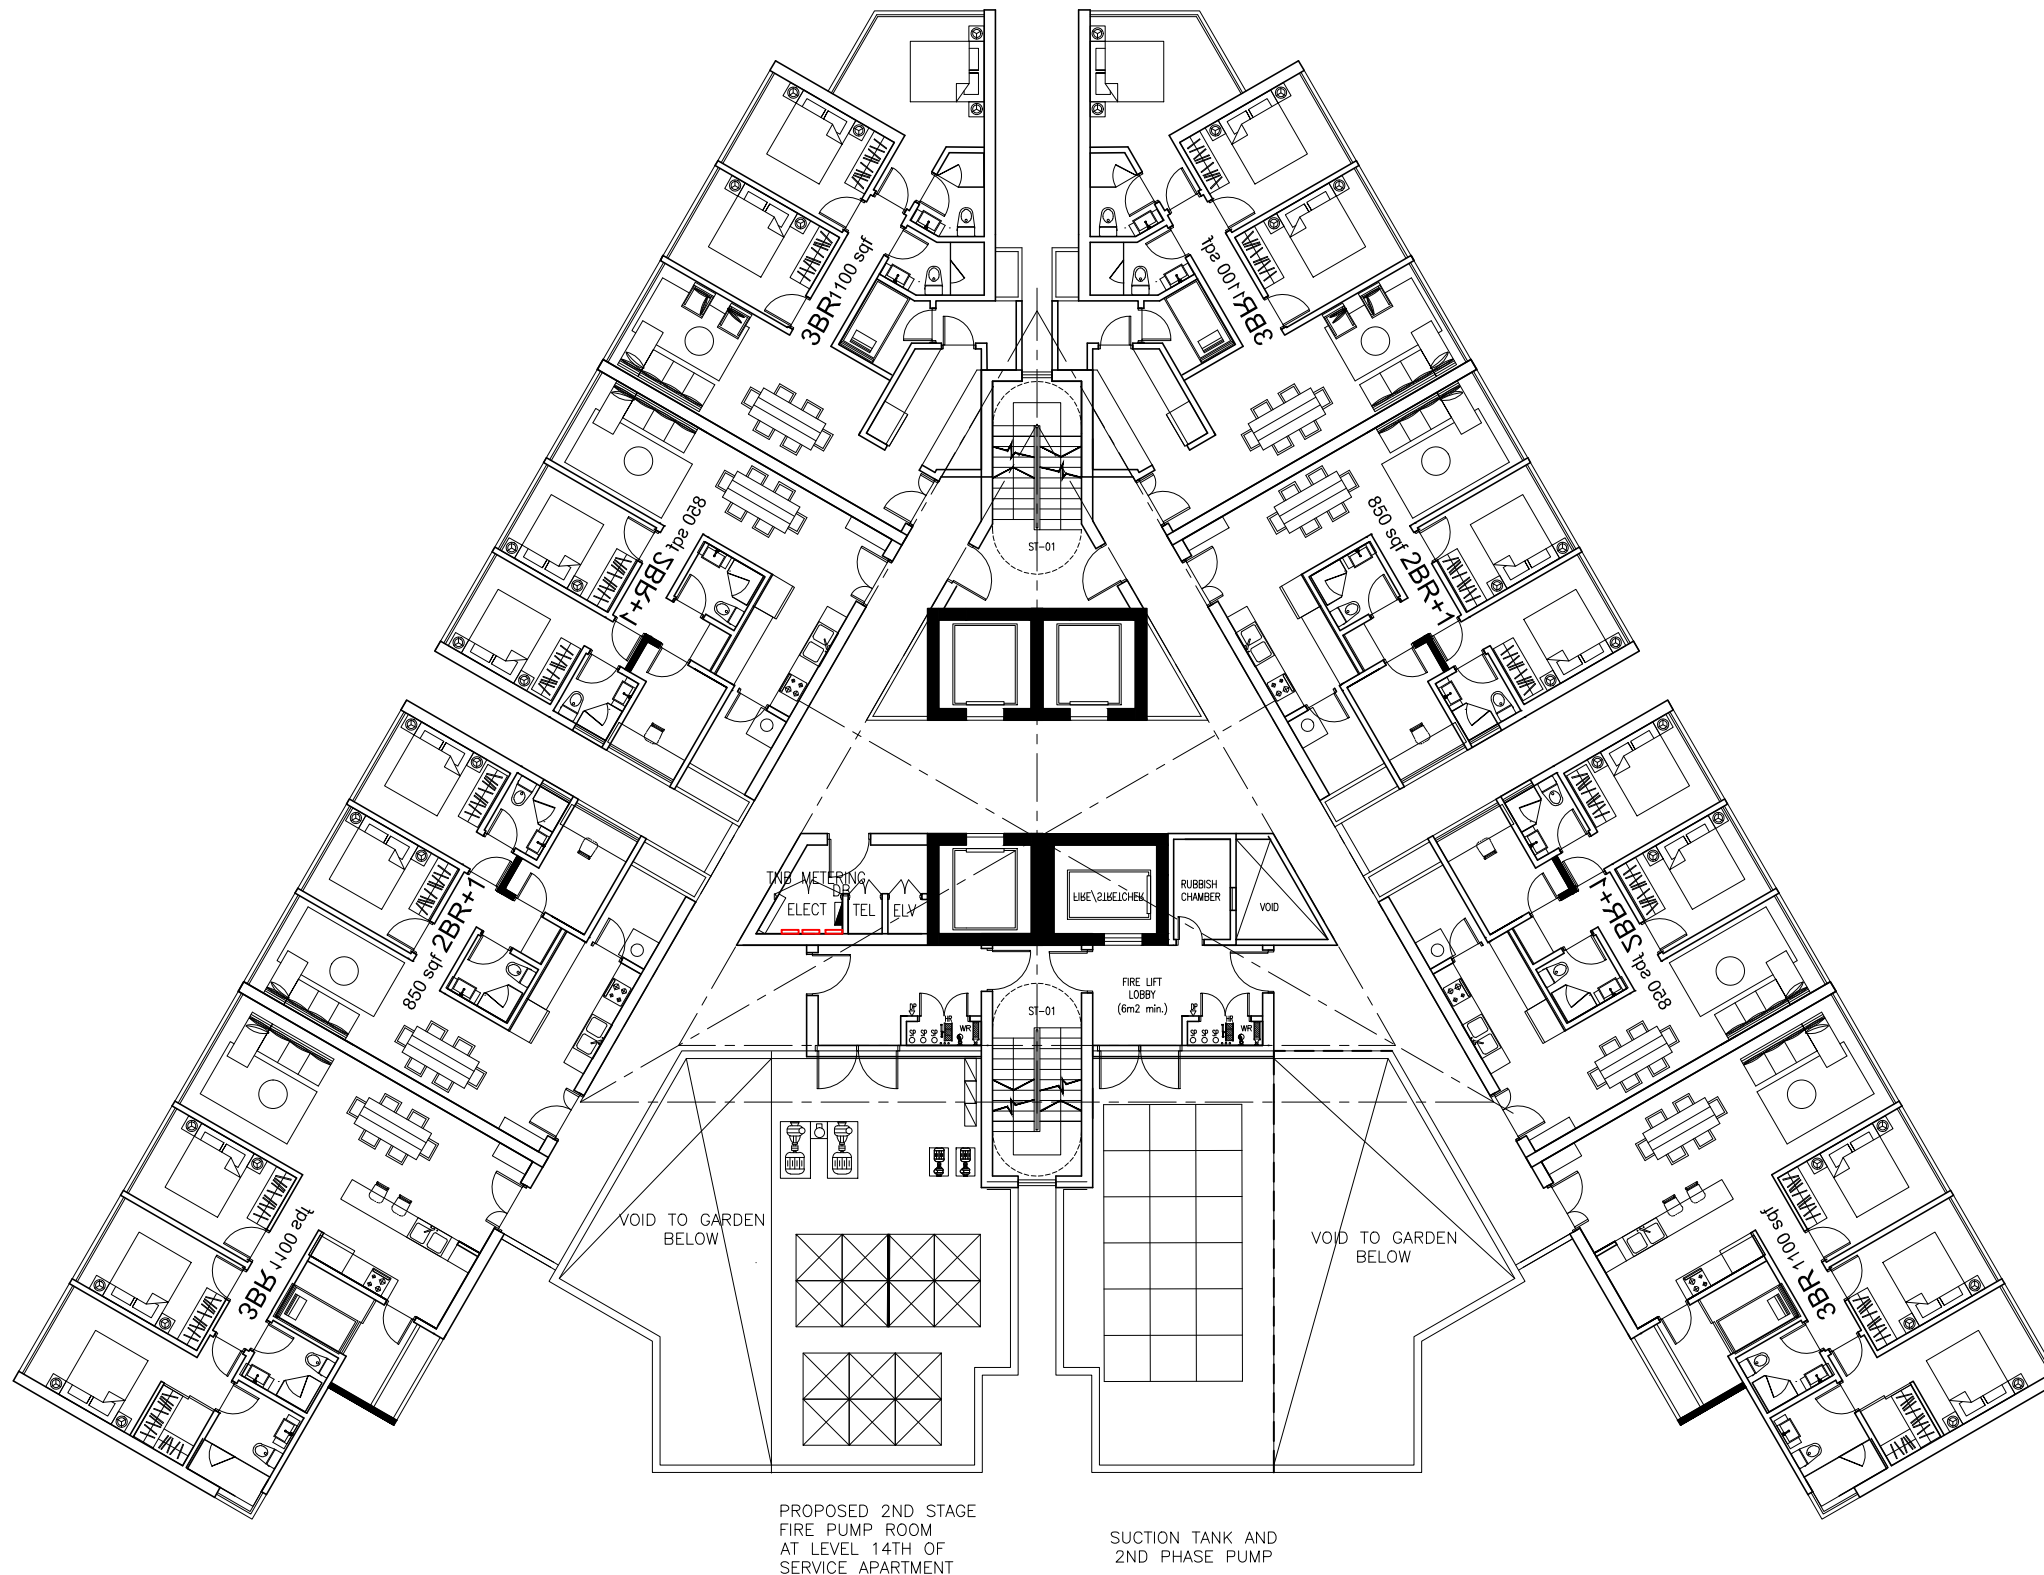 3BR 1100 sqf
3BR 1100 sqf
850 sqf 2BR+1
850 sqf 2BR+1
ST-01
TNB METERING
DB
ELECT
TEL
ELV
FIRE/STRETCHER
RUBBISH
CHAMBER
VOID
850 sqf 2BR+1
850 sqf 2BR+1
ST-01
FIRE LIFT
LOBBY
(6m2 min.)
WR
WR
3BR 1100 sqf
VOID TO GARDEN
BELOW
VOID TO GARDEN
BELOW
3BR 1100 sqf
PROPOSED 2ND STAGE
FIRE PUMP ROOM
AT LEVEL 14TH OF
SERVICE APARTMENT
SUCTION TANK AND
2ND PHASE PUMP